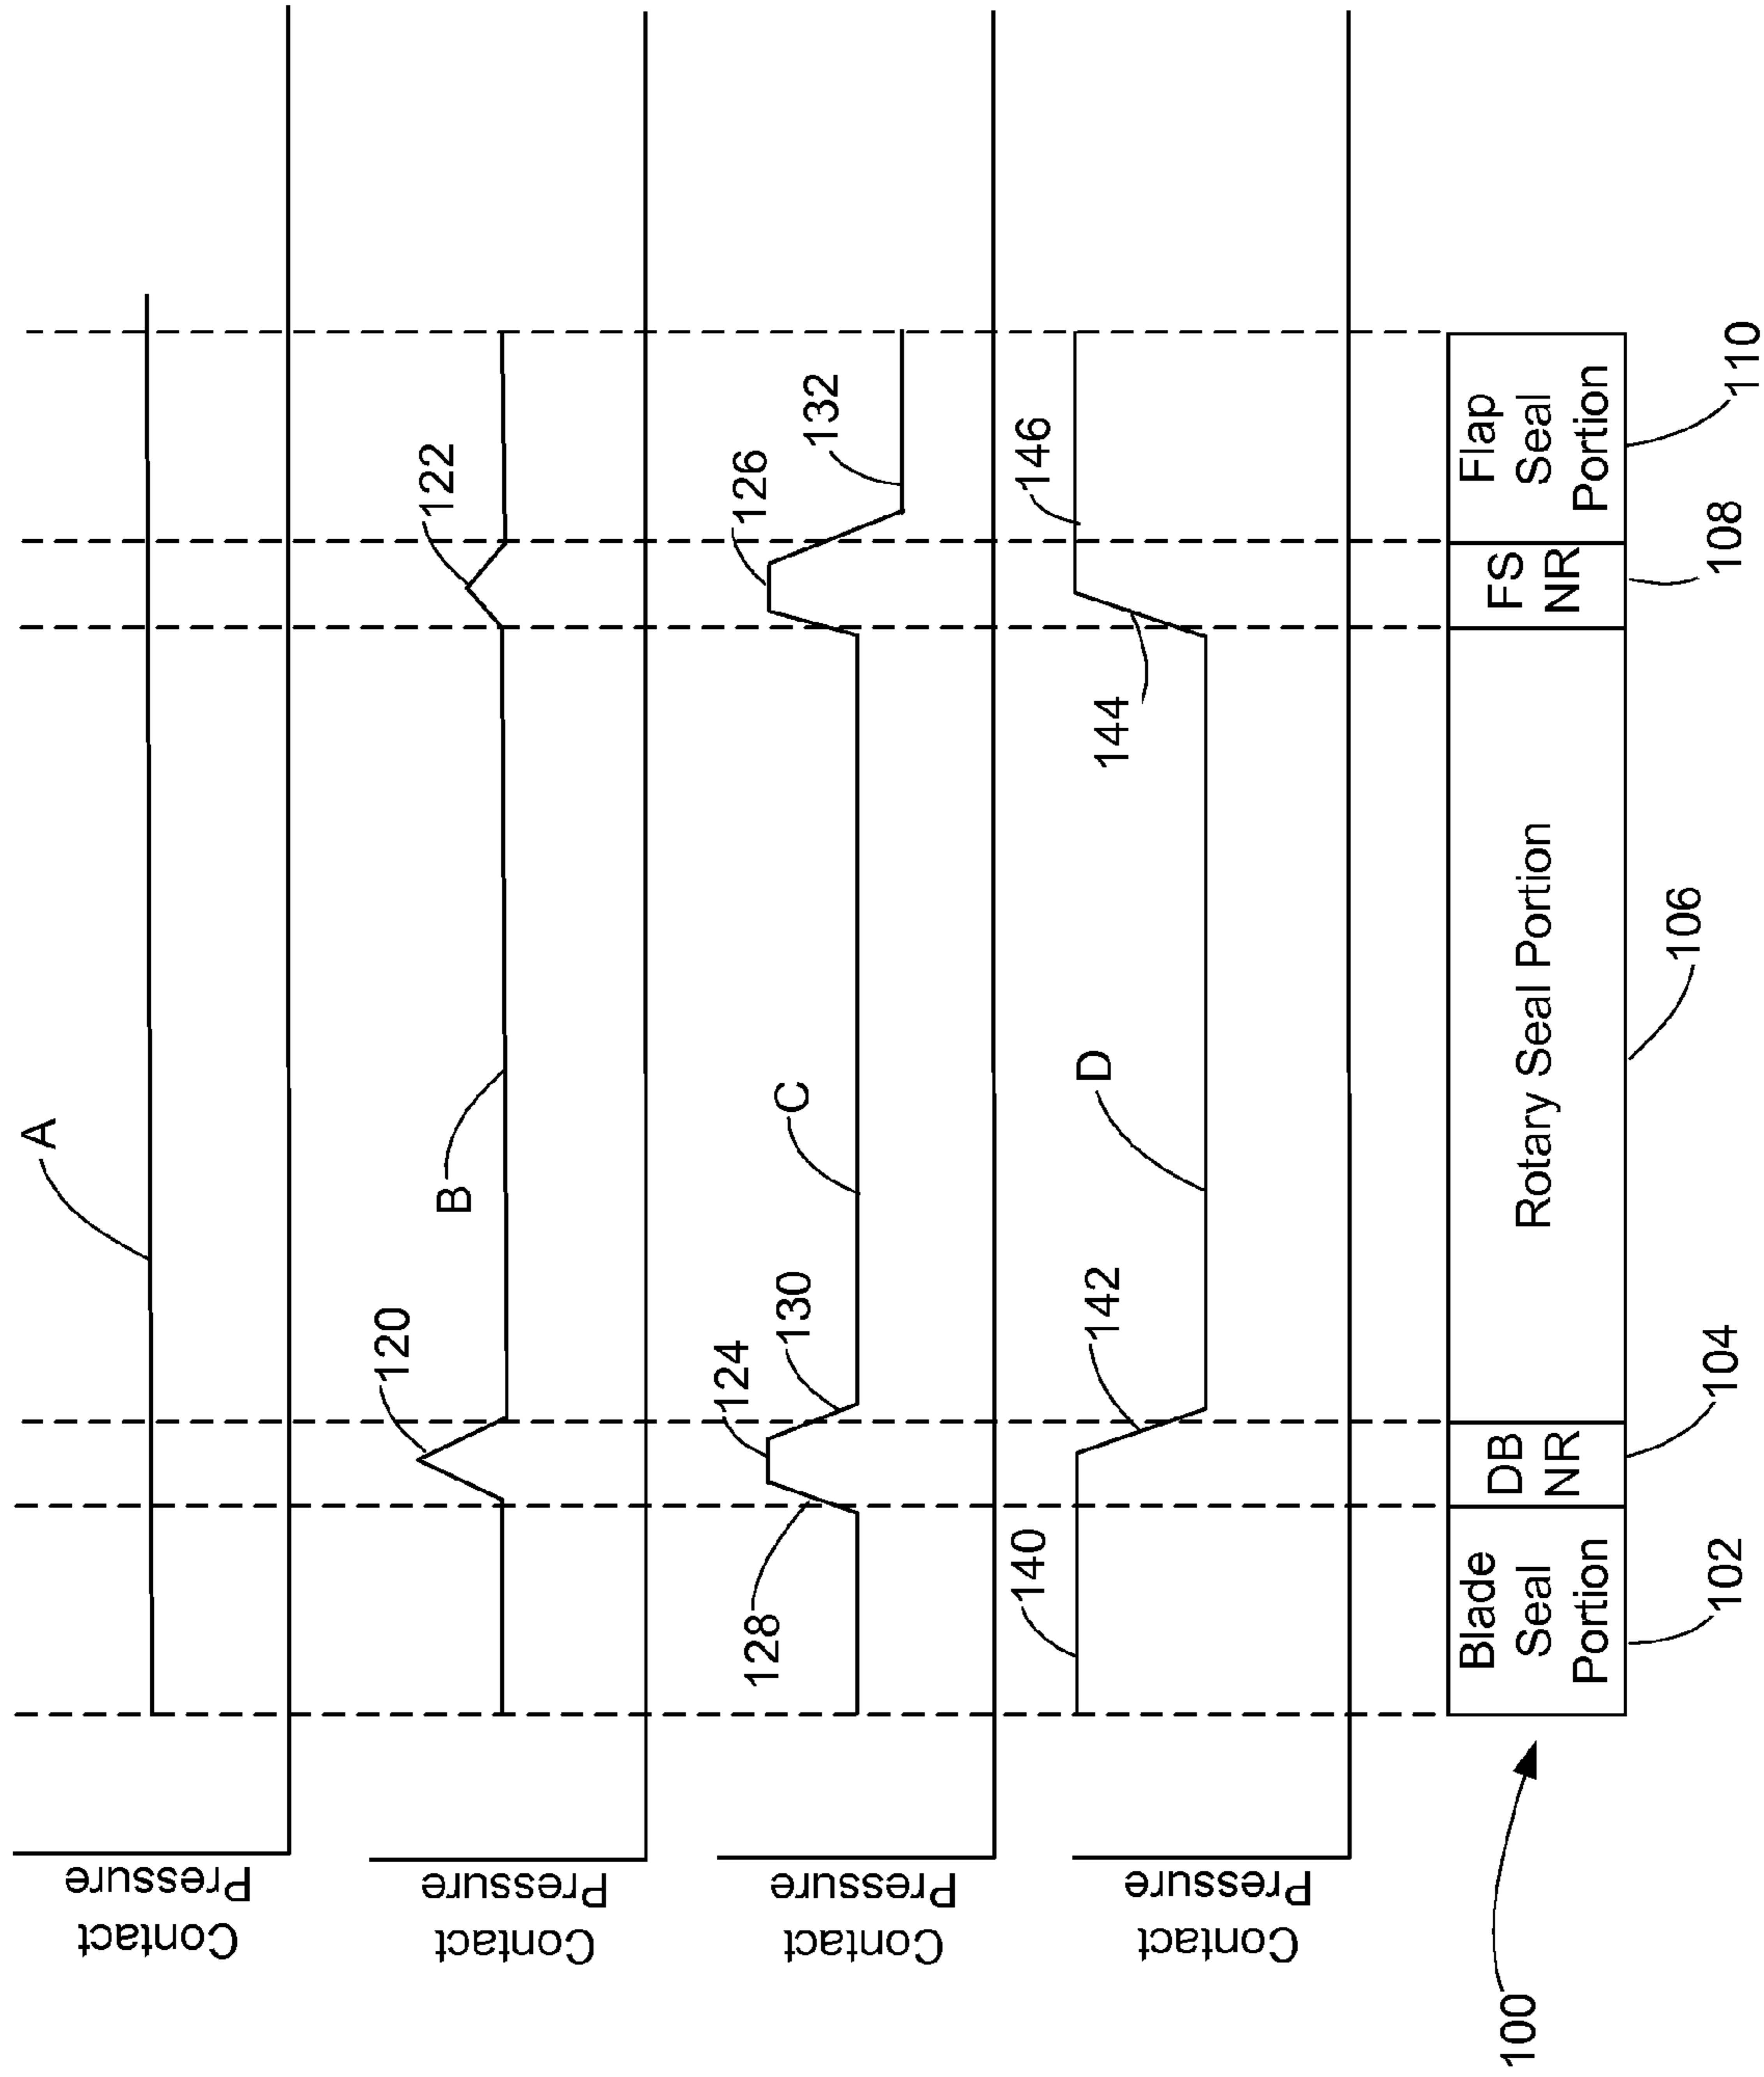 A
Contact
Pressure
120
B
122
Contact
Pressure
128
124
130
C
126
132
Contact
Pressure
140
142
D
144
146
Contact
Pressure
100
Blade
Seal
Portion
DB
NR
Rotary Seal Portion
FS
NR
Flap
Seal
Portion
102
104
106
108
110